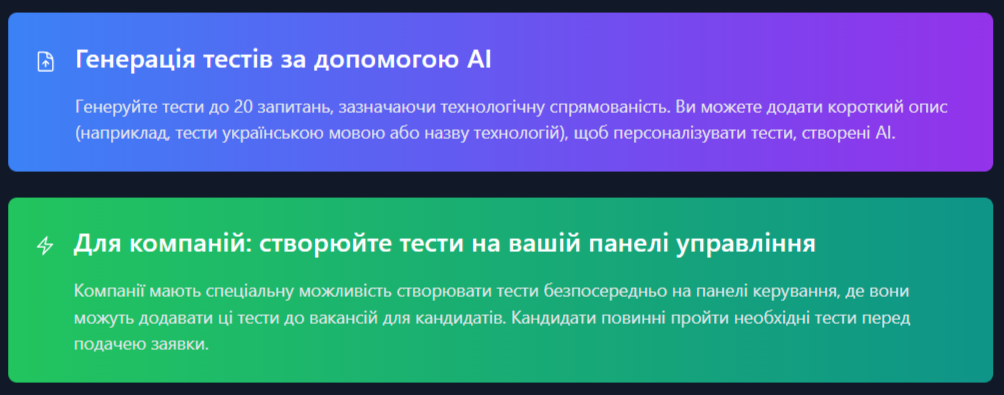 Генерація тестів за допомогою AI
Генеруйте тести до 20 запитань, зазначаючи технологічну спрямованість. Ви можете додати короткий опис
(наприклад, тести українською мовою або назву технологій), щоб персоналізувати тести, створені AI.
Для компаній: створюйте тести на вашій панелі управління
Компанії мають спеціальну можливість створювати тести безпосередньо на панелі керування, де вони
можуть додавати ці тести до вакансій для кандидатів. Кандидати повинні пройти необхідні тести перед
подачею заявки.